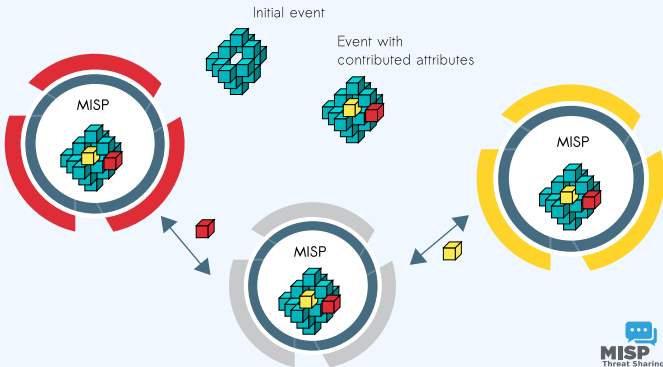 Initial event
Event with
contributed attributes
MISP
MISP
MISP
MISP
Threat Sharing